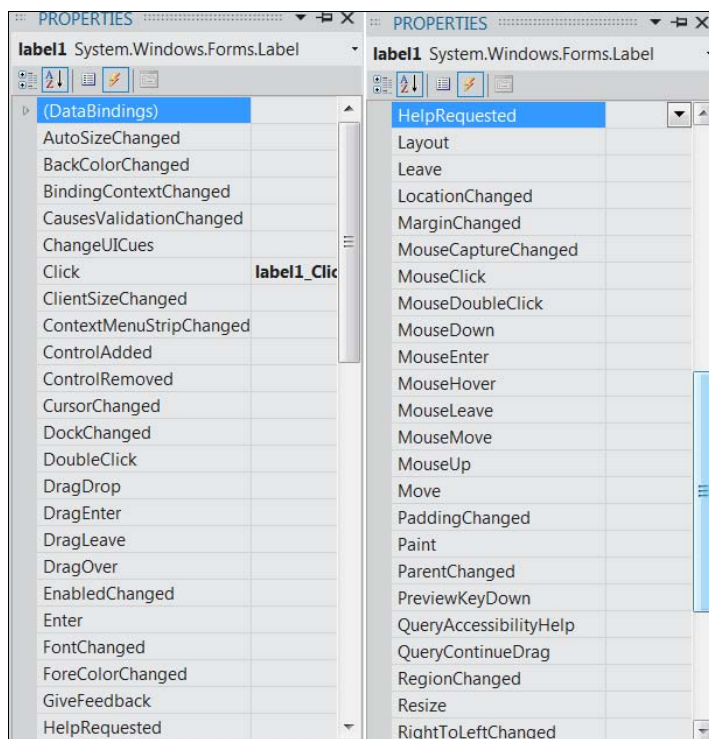 PROPERTIES
label1 System.Windows.Forms.Label
(DataBindings)
AutoSizeChanged
BackColorChanged
BindingContextChanged
CausesValidationChanged
ChangeUICues
Click label1_Clic
ClientSizeChanged
ContextMenuStripChanged
ControlAdded
ControlRemoved
CursorChanged
DockChanged
DoubleClick
DragDrop
DragEnter
DragLeave
DragOver
EnabledChanged
Enter
FontChanged
ForeColorChanged
GiveFeedback
HelpRequested
PROPERTIES
label1 System.Windows.Forms.Label
HelpRequested
Layout
Leave
LocationChanged
MarginChanged
MouseCaptureChanged
MouseClick
MouseDoubleClick
MouseDown
MouseEnter
MouseHover
MouseLeave
MouseMove
MouseUp
Move
PaddingChanged
Paint
ParentChanged
PreviewKeyDown
QueryAccessibilityHelp
QueryContinueDrag
RegionChanged
Resize
RightToLeftChanged